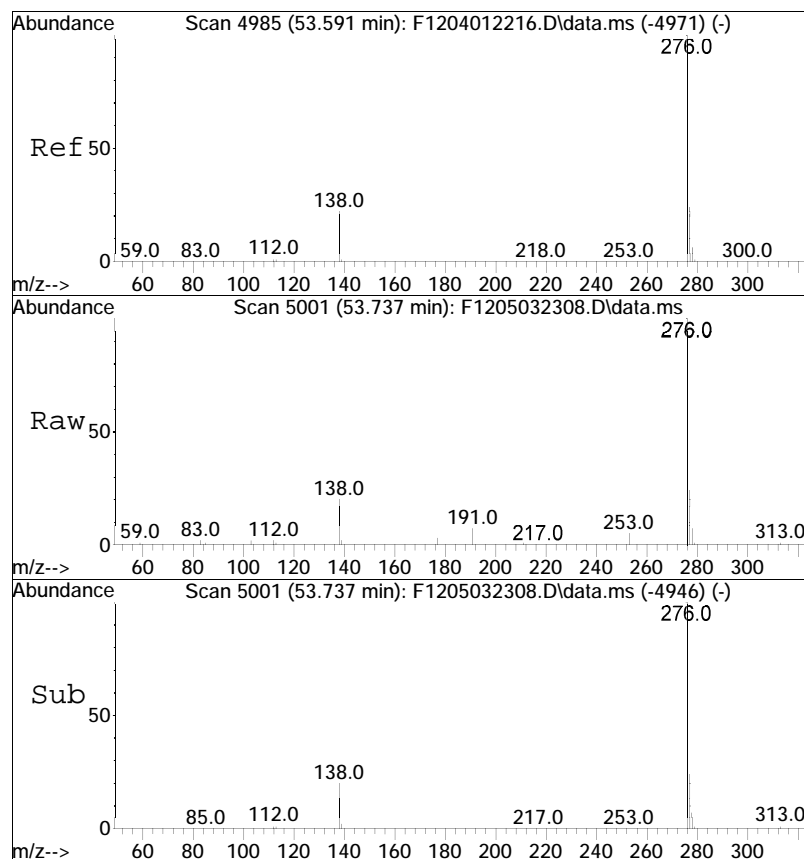 Abundance Scan 4985 (53.591 min): F1204012216.D\data.ms (-4971) (-)
276.0
Ref 50
138.0
59.0 83.0 112.0 218.0 253.0 300.0
0
m/z--> 60 80 100 120 140 160 180 200 220 240 260 280 300
Abundance Scan 5001 (53.737 min): F1205032308.D\data.ms
276.0
Raw 50
138.0
191.0
59.0 83.0 112.0 217.0 253.0 313.0
0
m/z--> 60 80 100 120 140 160 180 200 220 240 260 280 300
Abundance Scan 5001 (53.737 min): F1205032308.D\data.ms (-4946) (-)
276.0
Sub 50
138.0
85.0 112.0 217.0 253.0 313.0
0
m/z--> 60 80 100 120 140 160 180 200 220 240 260 280 300